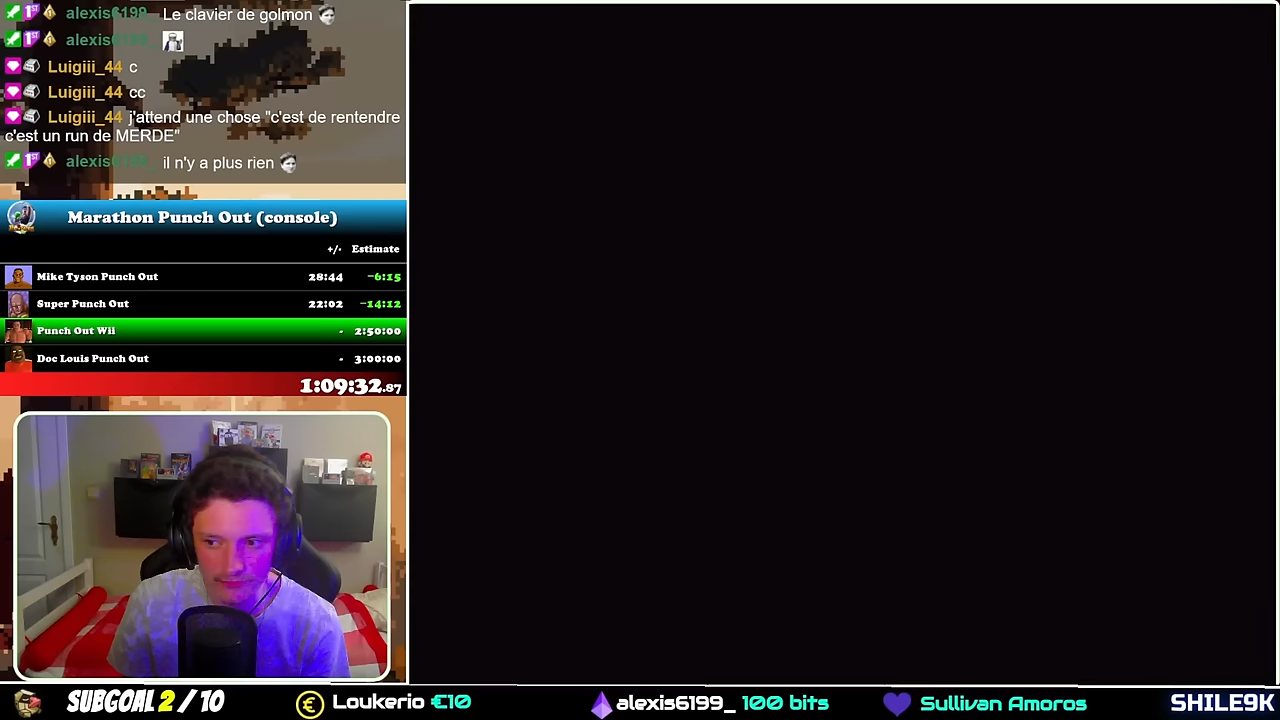 alexis6199_ Le clavier de golmon
alexis6199_
Luigiii_44 c
Luigiii_44 cc
Luigiii_44 j'attend une chose "c'est de rentendre
c'est un run de MERDE"
alexis6199_ il n'y a plus rien
Marathon Punch Out (console)
+/- Estimate
Mike Tyson Punch Out 28:44 -6:15
Super Punch Out 22:02 -14:12
Punch Out Wii - 2:50:00
Doc Louis Punch Out - 3:00:00
1:09:32.87
SUBGOAL 2 / 10 Loukerio €10 alexis6199_ 100 bits Sullivan Amoros SHILE9K